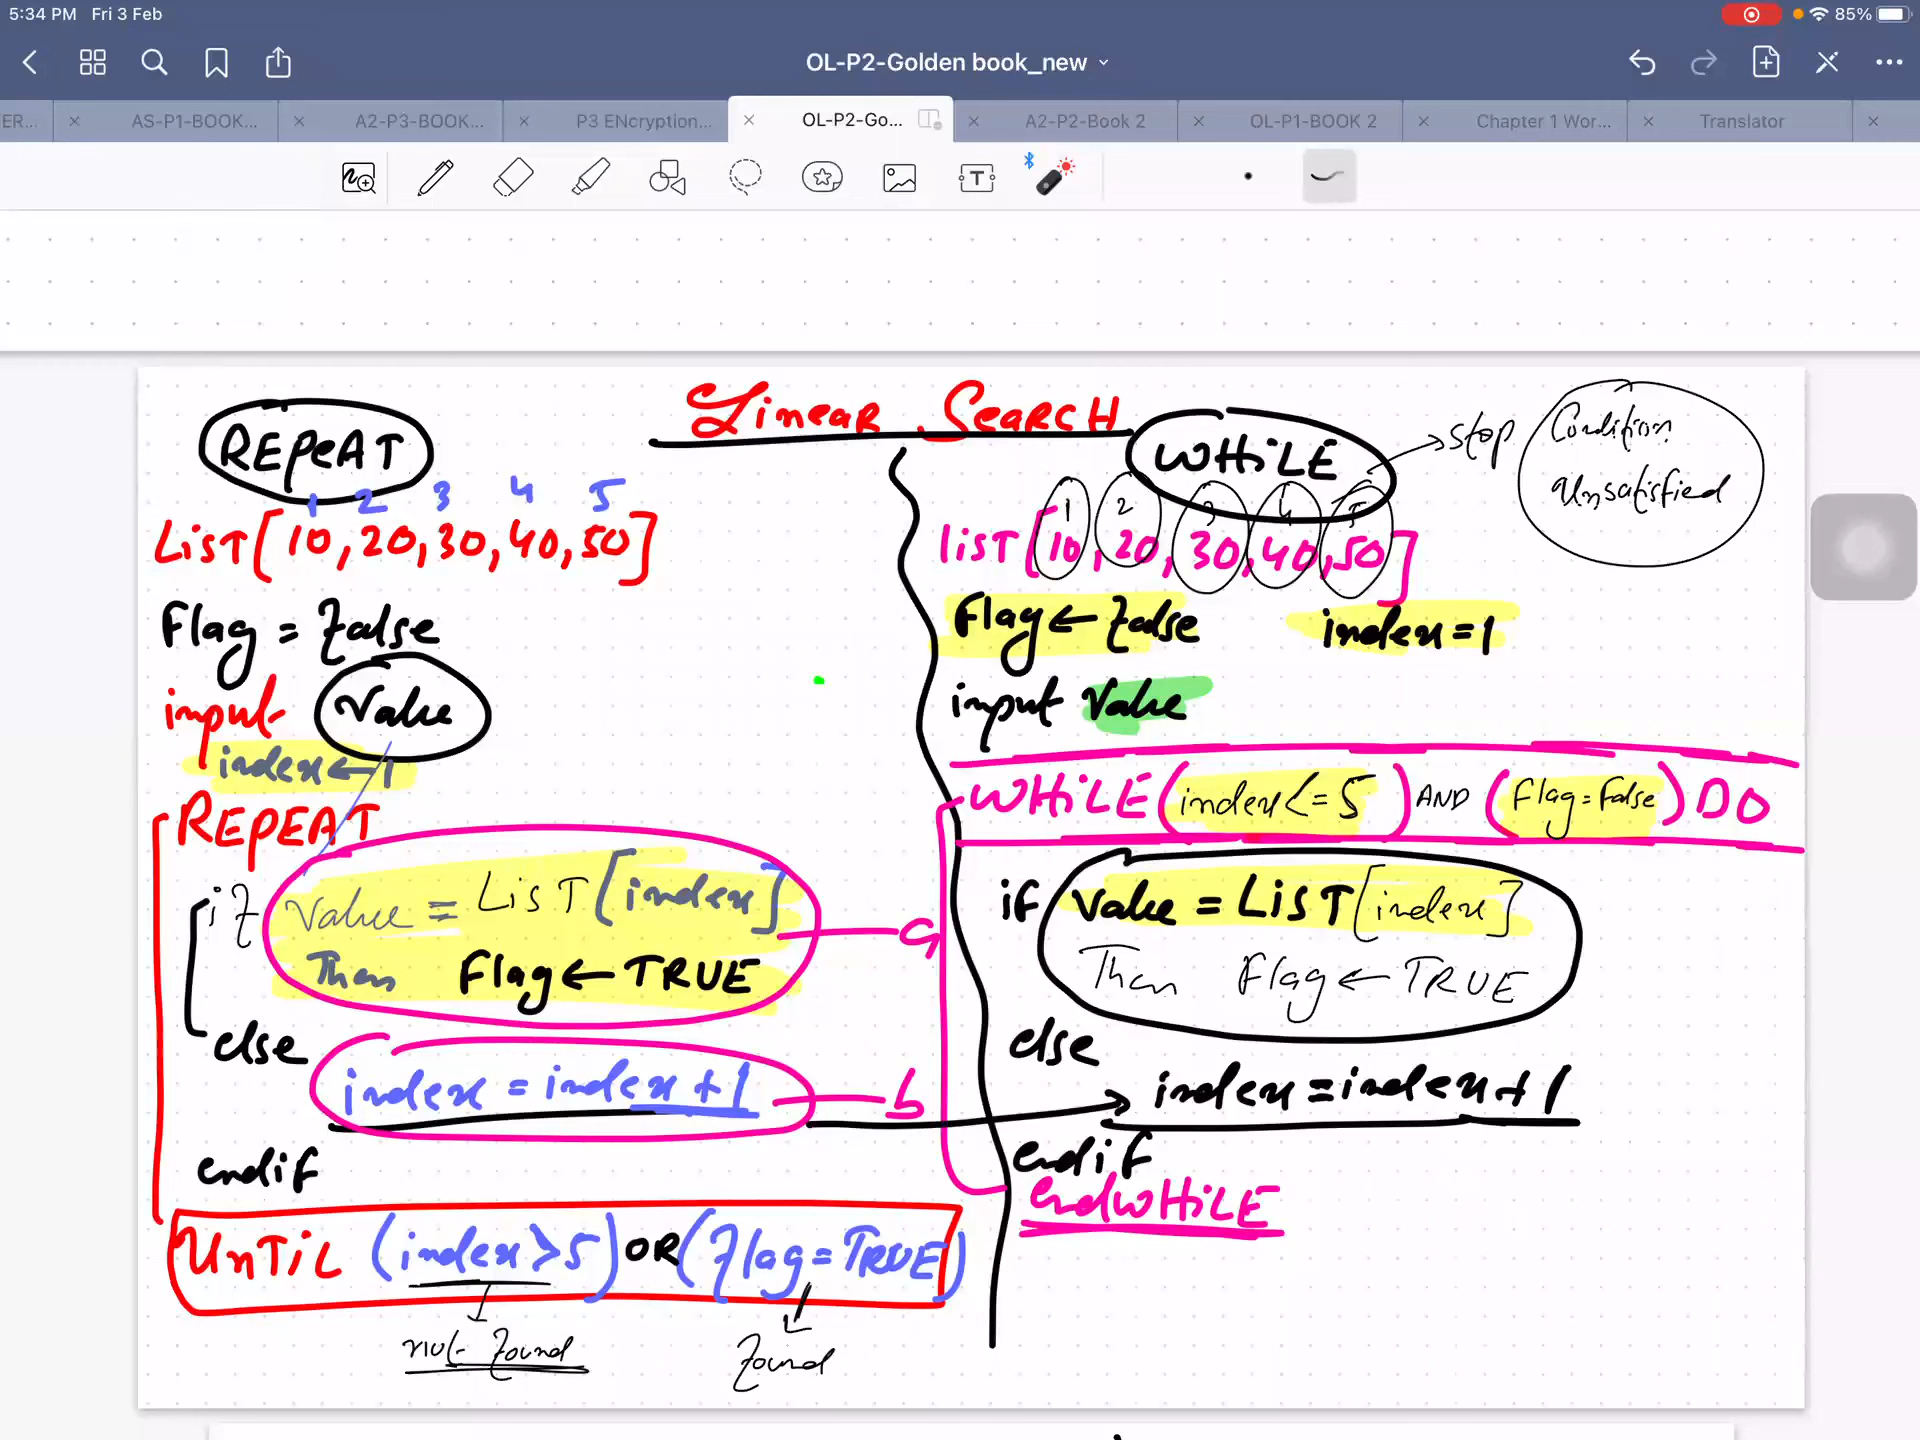 5:34 PM Fri 3 Feb
85%
OL-P2-Golden book_new
ER...
AS-P1-BOOK...
A2-P3-BOOK...
P3 ENcryption...
OL-P2-Go...
A2-P2-Book 2
OL-P1-BOOK 2
Chapter 1 Wor...
Translator
Linear Search
REPeAT
1 2 3 4 5
LiST[10,20,30,40,50]
Flag = False
input Value
index←1
REPEAT
if Value = LiST[index]
Then Flag←TRUE
a
else
index = index+1
b
endif
UnTiL (index>5) OR (Flag=TRUE)
not found
found
WHiLE
stop
Condition
Unsatisfied
1 2 3 4 5
liST[10,20,30,40,50]
Flag← False index=1
input Value
WHiLE(index<=5) AND (Flag=False) DO
if Value = LiST[index]
Then Flag←TRUE
else
index=index+1
endif
endWHiLE